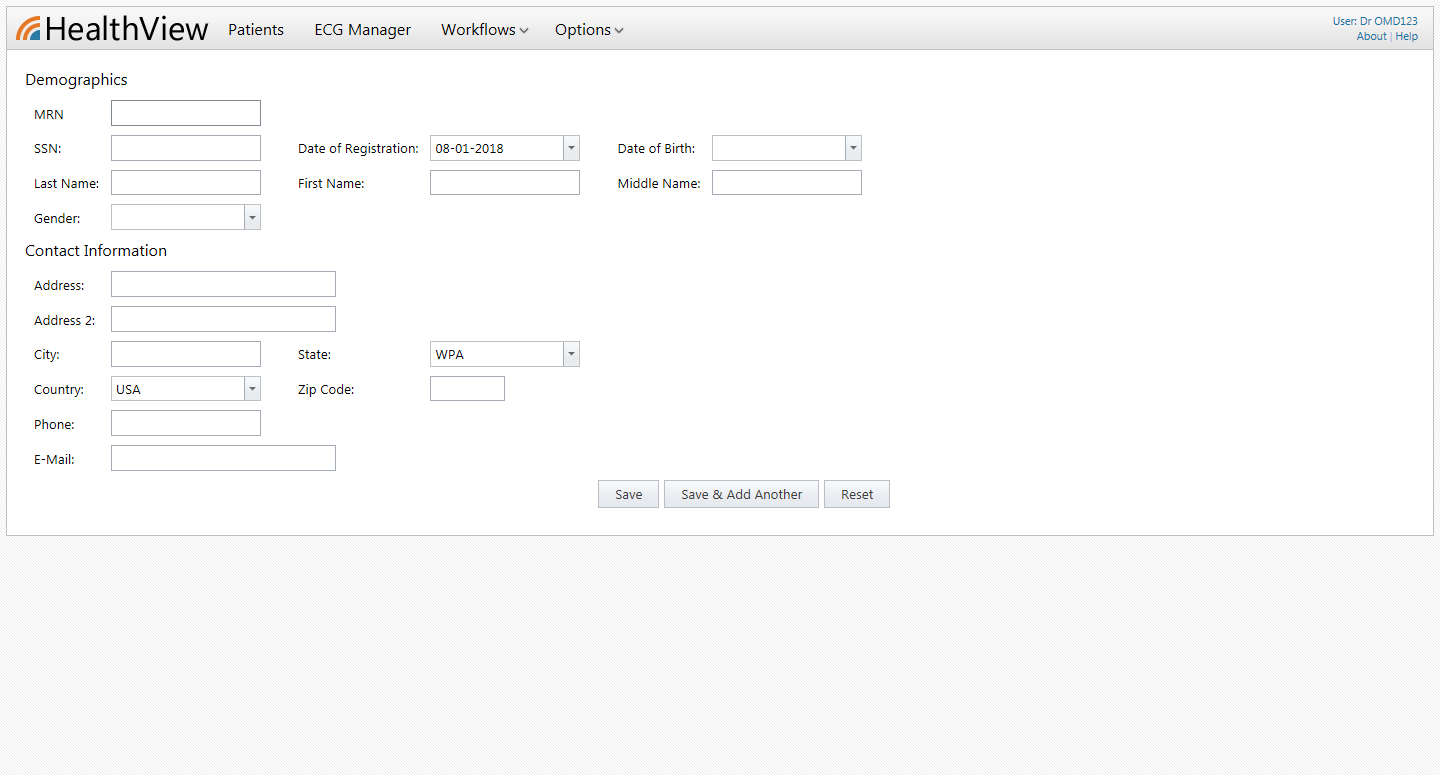 HealthView Patients ECG Manager Workflows Options User: Dr OMD123
About | Help
Demographics
MRN
SSN: Date of Registration: 08-01-2018 Date of Birth:
Last Name: First Name: Middle Name:
Gender:
Contact Information
Address:
Address 2:
City: State: WPA
Country: USA Zip Code:
Phone:
E-Mail:
Save Save & Add Another Reset